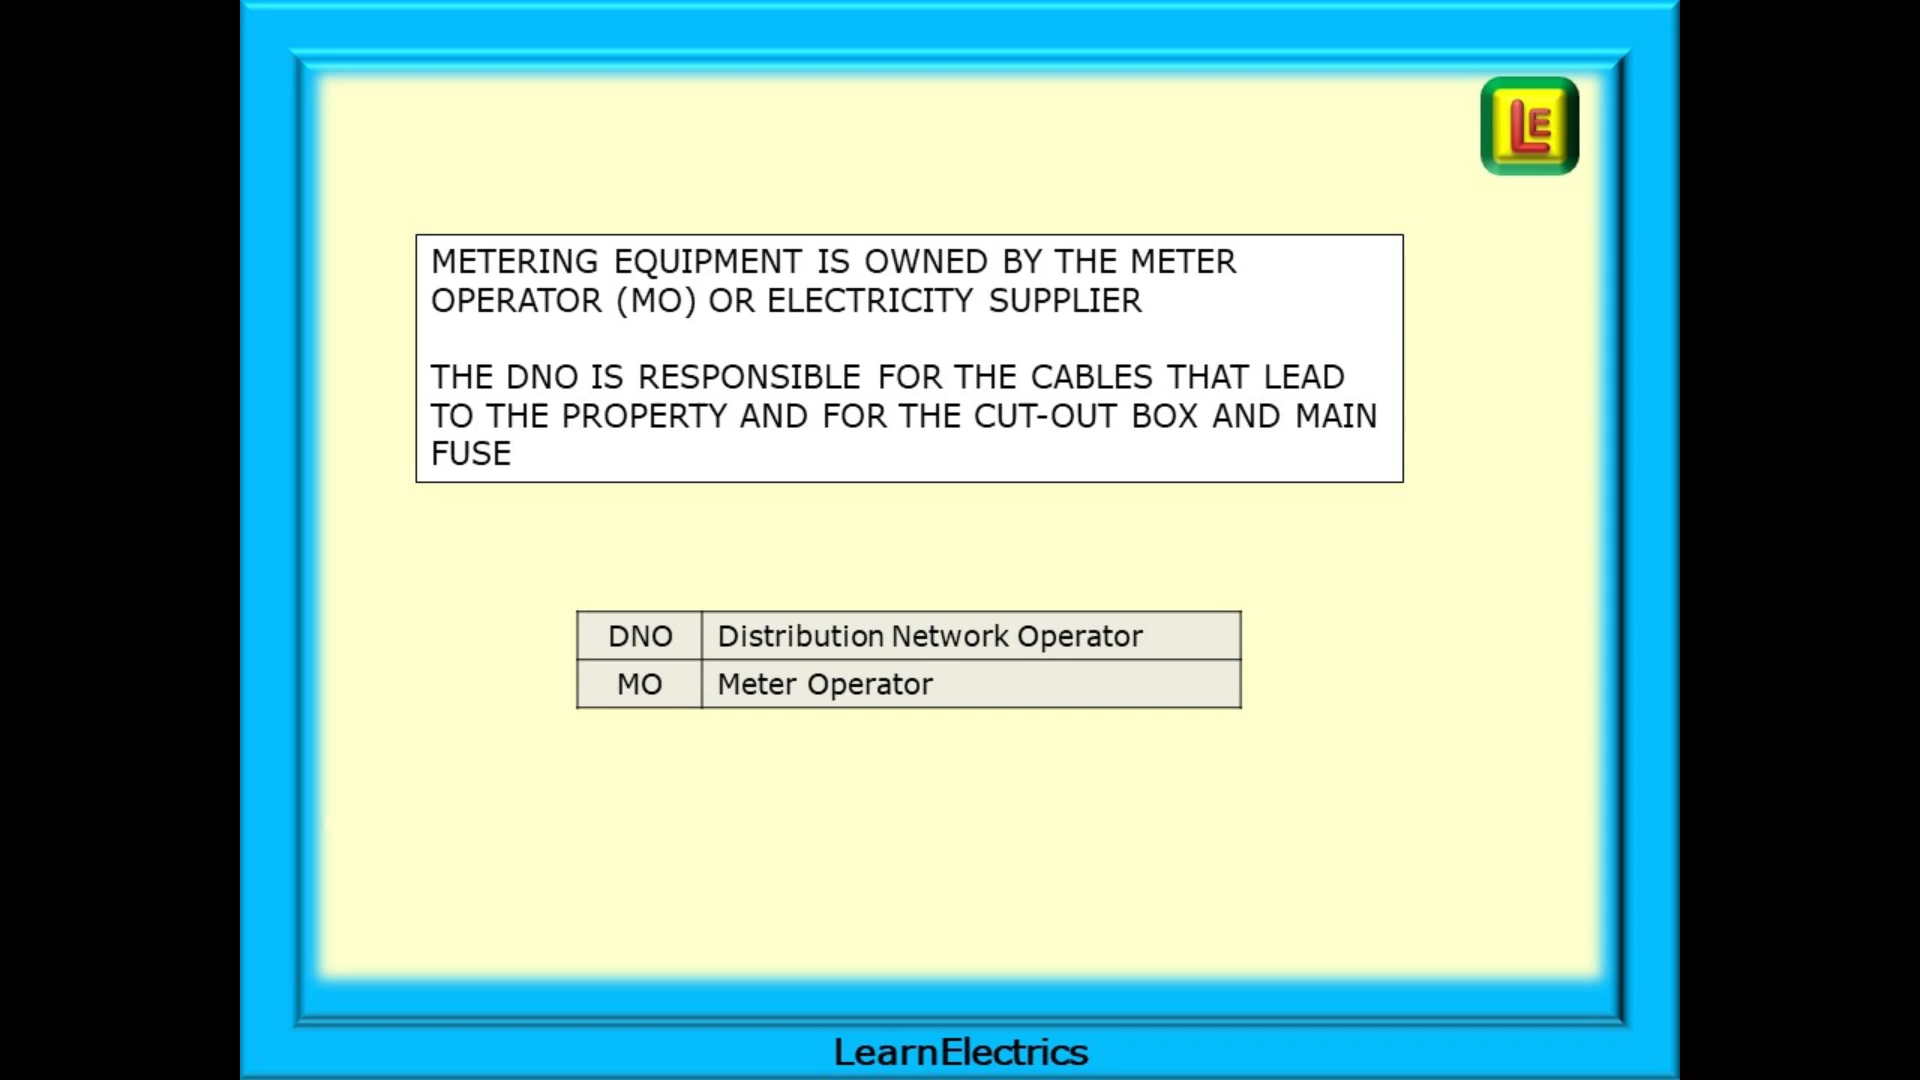 LE
METERING EQUIPMENT IS OWNED BY THE METER
OPERATOR (MO) OR ELECTRICITY SUPPLIER
THE DNO IS RESPONSIBLE FOR THE CABLES THAT LEAD
TO THE PROPERTY AND FOR THE CUT-OUT BOX AND MAIN
FUSE
DNO Distribution Network Operator
MO Meter Operator
LearnElectrics